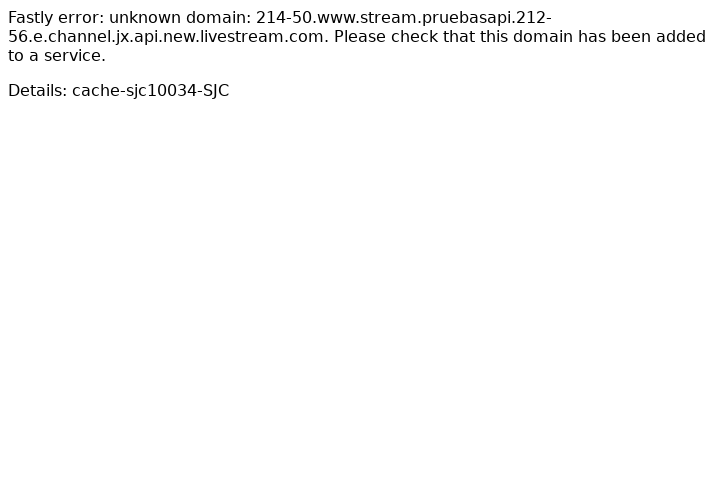 Fastly error: unknown domain: 214-50.www.stream.pruebasapi.212-
56.e.channel.jx.api.new.livestream.com. Please check that this domain has been added
to a service.
Details: cache-sjc10034-SJC